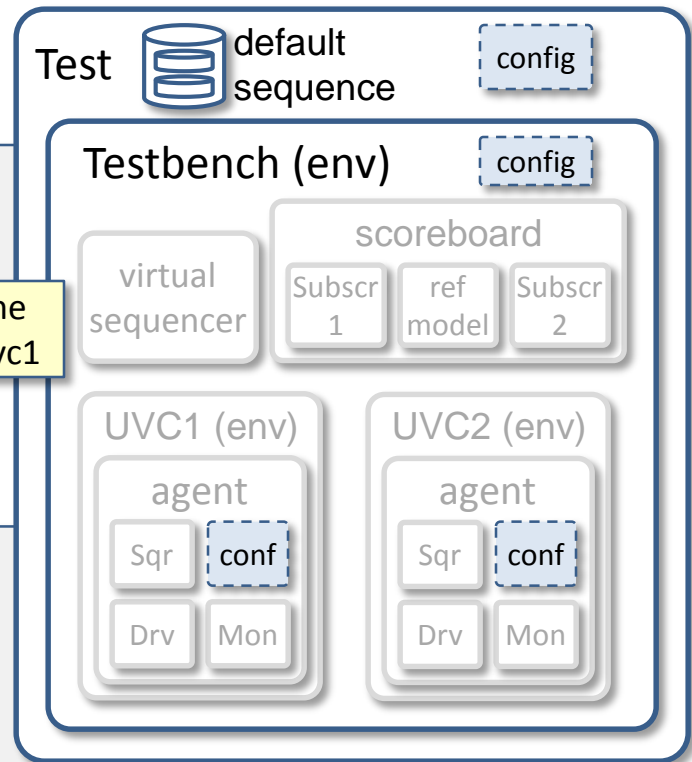 Test
default
sequence
config
Testbench (env)
config
virtual
sequencer
scoreboard
Subscr
1
ref
model
Subscr
2
UVC1 (env)
agent
Sqr
conf
Drv
Mon
UVC2 (env)
agent
Sqr
conf
Drv
Mon